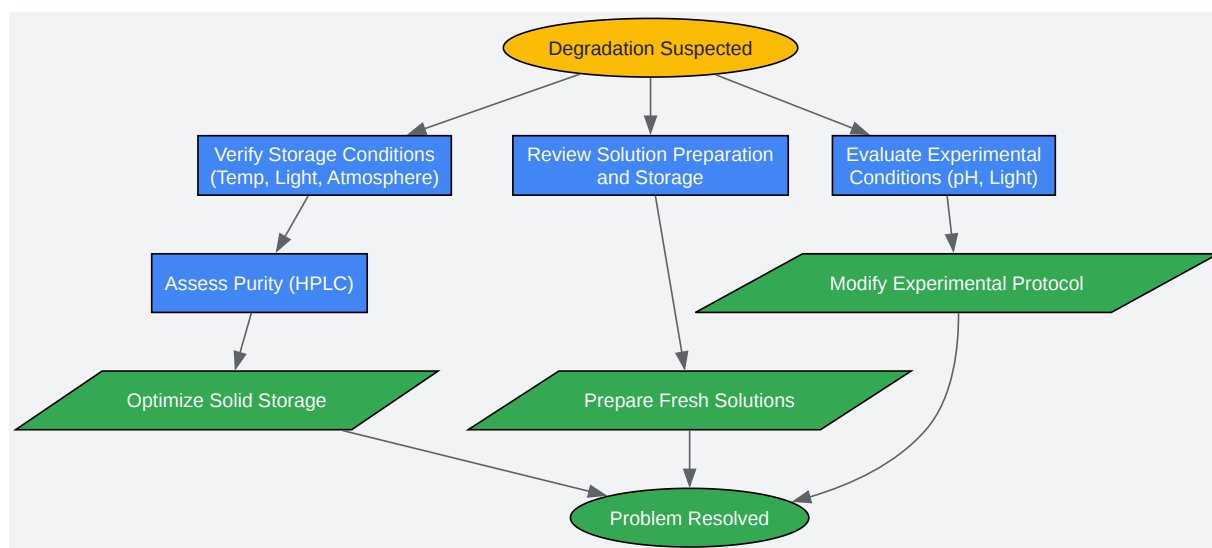 Degradation Suspected
Verify Storage Conditions
(Temp, Light, Atmosphere)
Review Solution Preparation
and Storage
Evaluate Experimental
Conditions (pH, Light)
Assess Purity (HPLC)
Modify Experimental Protocol
Optimize Solid Storage
Prepare Fresh Solutions
Problem Resolved